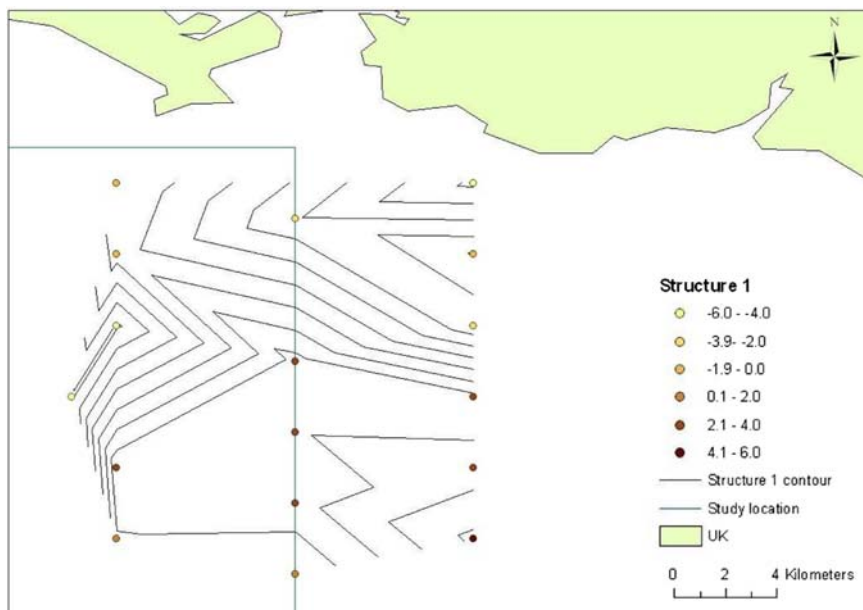 N
Structure 1
-6.0 - -4.0
-3.9- -2.0
-1.9 - 0.0
0.1 - 2.0
2.1 - 4.0
4.1 - 6.0
Structure 1 contour
Study location
UK
0 2 4 Kilometers